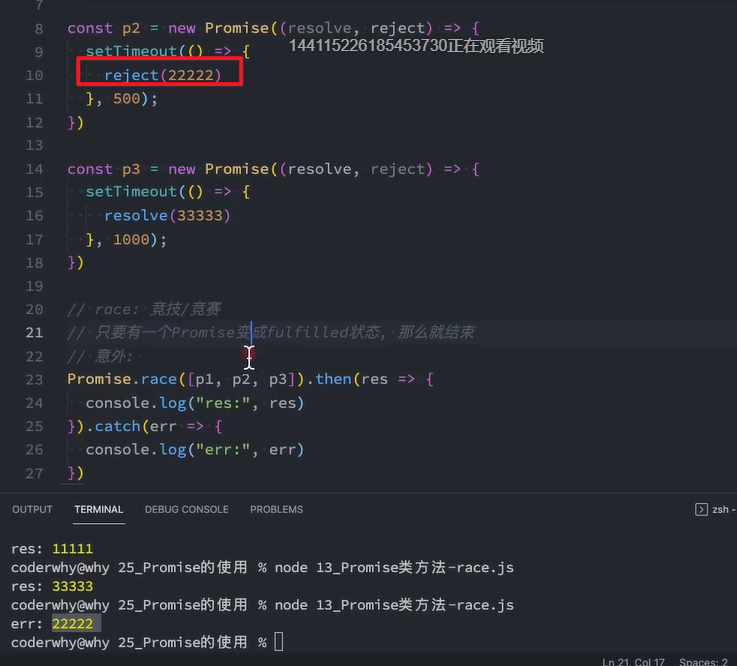 7
8 const p2 = new Promise((resolve, reject) => {
144115226185453730正在观看视频
9 setTimeout(() => {
10 reject(22222)
11 }, 500);
12 })
13
14 const p3 = new Promise((resolve, reject) => {
15 setTimeout(() => {
16 resolve(33333)
17 }, 1000);
18 })
19
20 // race: 竞技/竞赛
21 // 只要有一个Promise变成fulfilled状态, 那么就结束
22 // 意外:
23 Promise.race([p1, p2, p3]).then(res => {
24 console.log("res:", res)
25 }).catch(err => {
26 console.log("err:", err)
27 })
OUTPUT TERMINAL DEBUG CONSOLE PROBLEMS zsh -
res: 11111
coderwhy@why 25_Promise的使用 % node 13_Promise类方法-race.js
res: 33333
coderwhy@why 25_Promise的使用 % node 13_Promise类方法-race.js
err: 22222
coderwhy@why 25_Promise的使用 %
Ln 21, Col 17 Spaces: 2